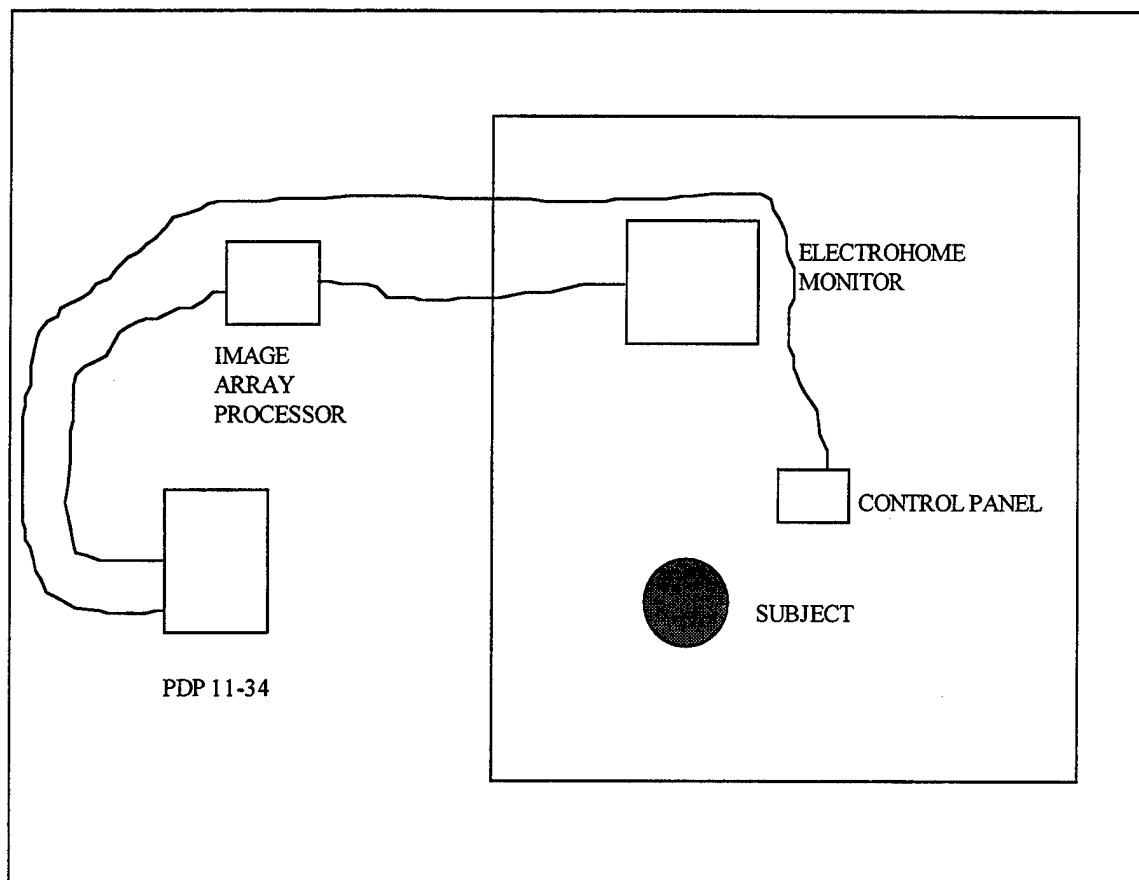 ELECTROHOME
MONITOR
IMAGE
ARRAY
PROCESSOR
CONTROL PANEL
SUBJECT
PDP 11-34